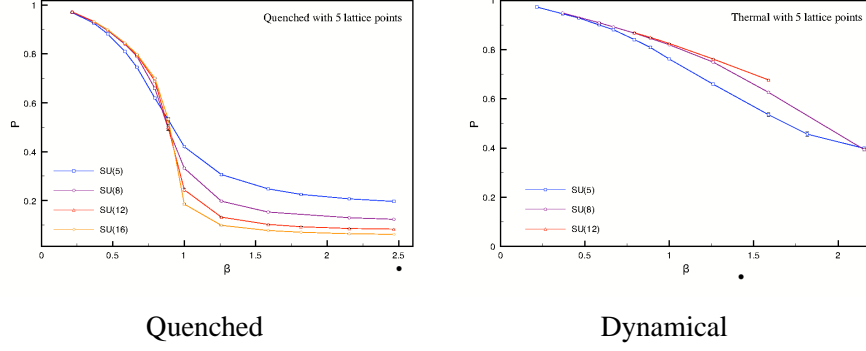 Quenched with 5 lattice points
1
0.8
0.6
P
0.4
0.2
SU(5)
SU(8)
SU(12)
SU(16)
0
0.5
1
1.5
2
2.5
β
Quenched
Thermal with 5 lattice points
1
0.8
0.6
P
0.4
0.2
0
SU(5)
SU(8)
SU(12)
0
0.5
1
1.5
2
β
Dynamical